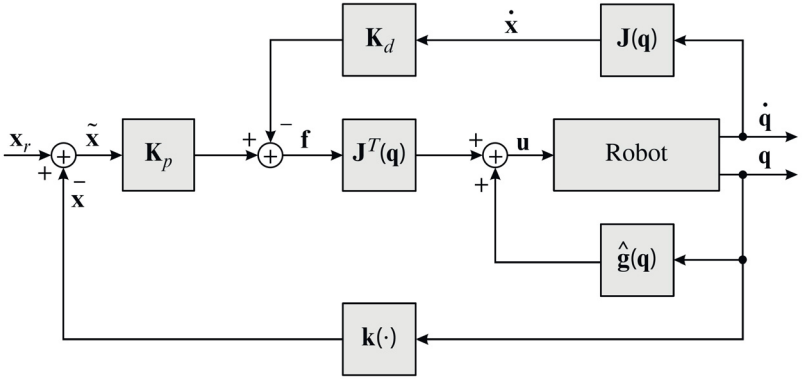 K_d
ẋ
J(q)
x_r
+
−
x̃
K_p
+
−
f
J^T(q)
+
+
u
Robot
q̇
q
x
ĝ(q)
k(·)